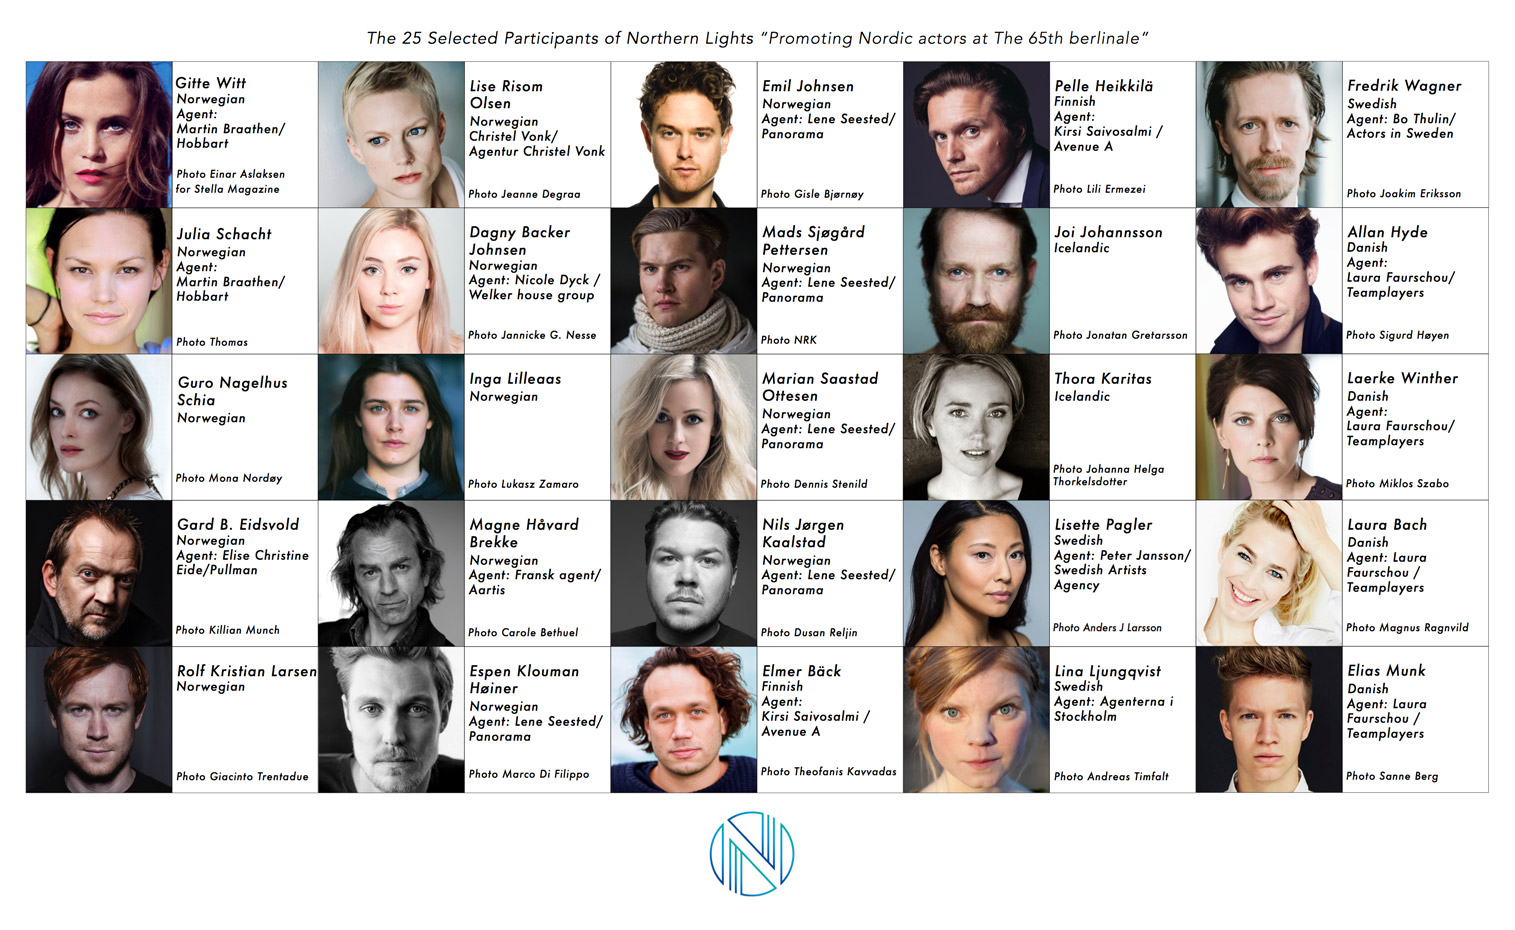 The 25 Selected Participants of Northern Lights “Promoting Nordic actors at The 65th berlinale”
Gitte Witt
Norwegian
Agent:
Martin Braathen/
Hobbart
Photo Einar Aslaksen
for Stella Magazine
Lise Risom
Olsen
Norwegian
Christel Vonk/
Agentur Christel Vonk
Photo Jeanne Degraa
Emil Johnsen
Norwegian
Agent: Lene Seested/
Panorama
Photo Gisle Bjørnøy
Pelle Heikkilä
Finnish
Agent:
Kirsi Saivosalmi /
Avenue A
Photo Lili Ermezei
Fredrik Wagner
Swedish
Agent: Bo Thulin/
Actors in Sweden
Photo Joakim Eriksson
Julia Schacht
Norwegian
Agent:
Martin Braathen/
Hobbart
Photo Thomas
Dagny Backer
Johnsen
Norwegian
Agent: Nicole Dyck /
Welker house group
Photo Jannicke G. Nesse
Mads Sjøgård
Pettersen
Norwegian
Agent: Lene Seested/
Panorama
Photo NRK
Joi Johannsson
Icelandic
Photo Jonatan Gretarsson
Allan Hyde
Danish
Agent:
Laura Faurschou/
Teamplayers
Photo Sigurd Høyen
Guro Nagelhus
Schia
Norwegian
Photo Mona Nordøy
Inga Lilleaas
Norwegian
Photo Lukasz Zamaro
Marian Saastad
Ottesen
Norwegian
Agent: Lene Seested/
Panorama
Photo Dennis Stenild
Thora Karitas
Icelandic
Photo Johanna Helga
Thorkelsdotter
Laerke Winther
Danish
Agent:
Laura Faurschou/
Teamplayers
Photo Miklos Szabo
Gard B. Eidsvold
Norwegian
Agent: Elise Christine
Eide/Pullman
Photo Killian Munch
Magne Håvard
Brekke
Norwegian
Agent: Fransk agent/
Aartis
Photo Carole Bethuel
Nils Jørgen
Kaalstad
Norwegian
Agent: Lene Seested/
Panorama
Photo Dusan Reljin
Lisette Pagler
Swedish
Agent: Peter Jansson/
Swedish Artists
Agency
Photo Anders J Larsson
Laura Bach
Danish
Agent: Laura
Faurschou /
Teamplayers
Photo Magnus Ragnvild
Rolf Kristian Larsen
Norwegian
Photo Giacinto Trentadue
Espen Klouman
Høiner
Norwegian
Agent: Lene Seested/
Panorama
Photo Marco Di Filippo
Elmer Bäck
Finnish
Agent:
Kirsi Saivosalmi /
Avenue A
Photo Theofanis Kavvadas
Lina Ljungqvist
Swedish
Agent: Agenterna i
Stockholm
Photo Andreas Timfalt
Elias Munk
Danish
Agent: Laura
Faurschou /
Teamplayers
Photo Sanne Berg
N